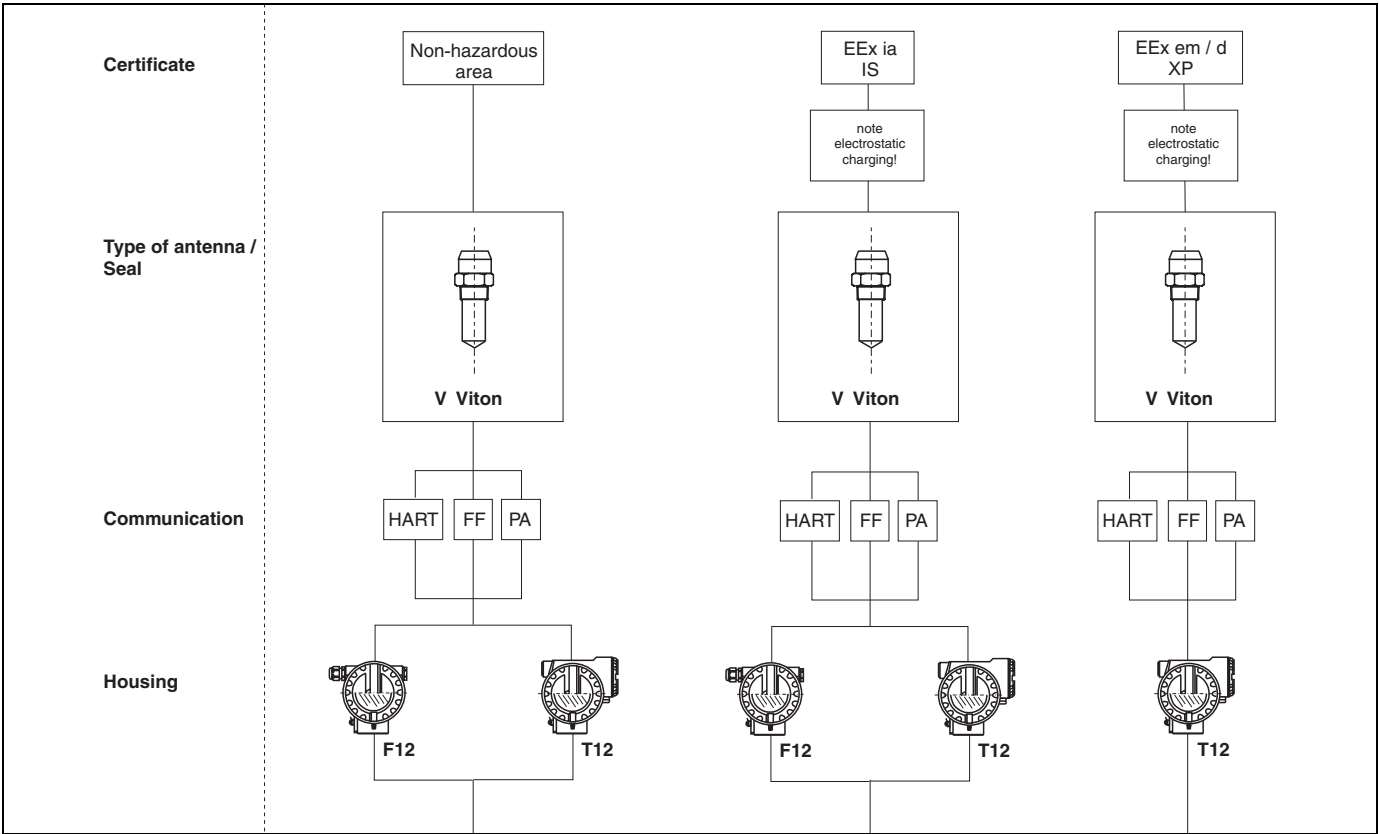 Certificate
Non-hazardous
area
EEx ia
IS
EEx em / d
XP
note
electrostatic
charging!
note
electrostatic
charging!
Type of antenna /
Seal
V Viton
V Viton
V Viton
Communication
HART
FF
PA
HART
FF
PA
HART
FF
PA
Housing
F12
T12
F12
T12
T12